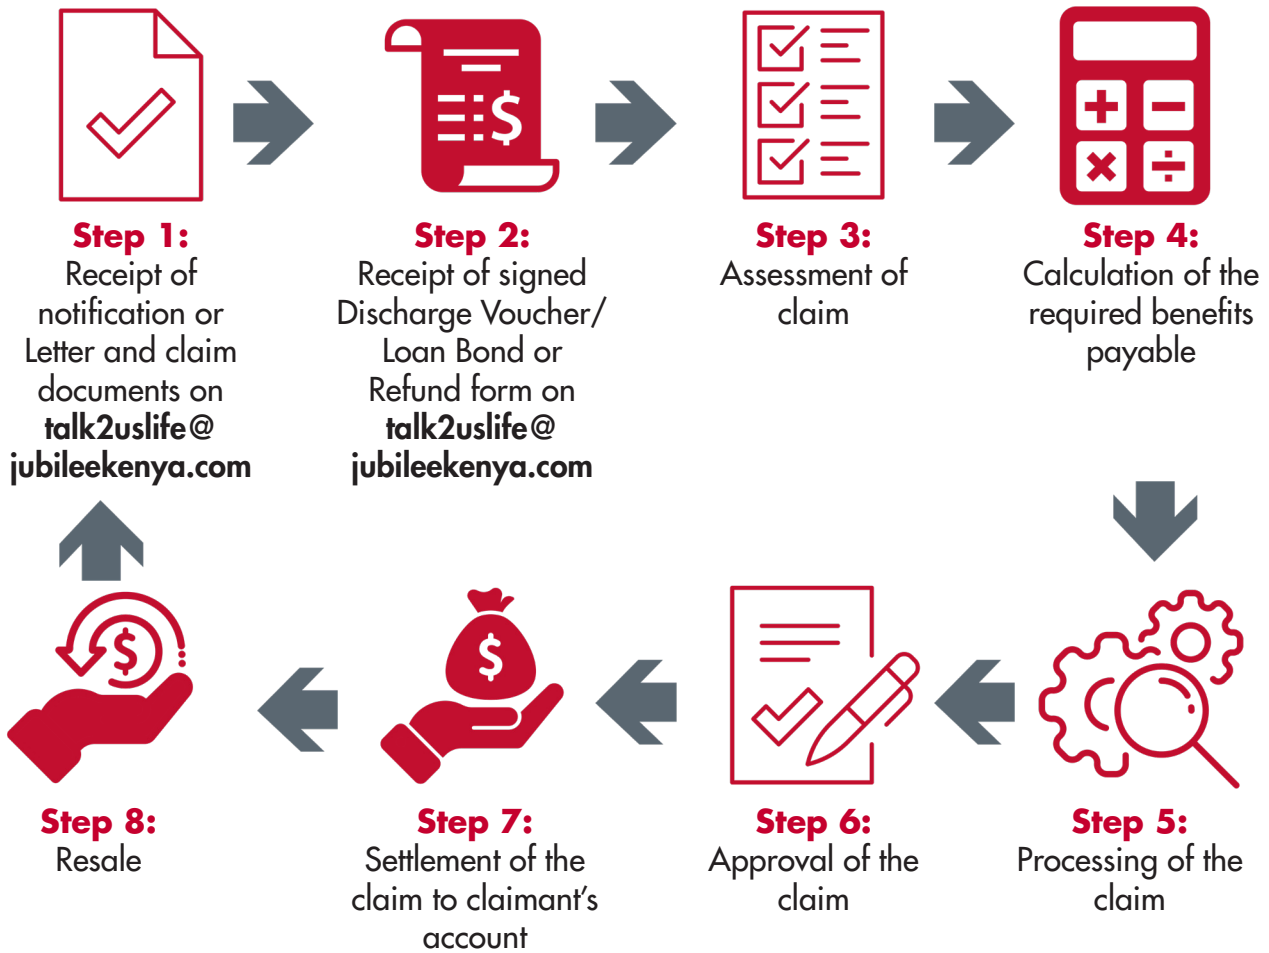 Step 1:
Receipt of
notification or
Letter and claim
documents on
talk2uslife@
jubileekenya.com
Step 2:
Receipt of signed
Discharge Voucher/
Loan Bond or
Refund form on
talk2uslife@
jubileekenya.com
Step 3:
Assessment of
claim
Step 4:
Calculation of the
required benefits
payable
Step 5:
Processing of the
claim
Step 6:
Approval of the
claim
Step 7:
Settlement of the
claim to claimant's
account
Step 8:
Resale